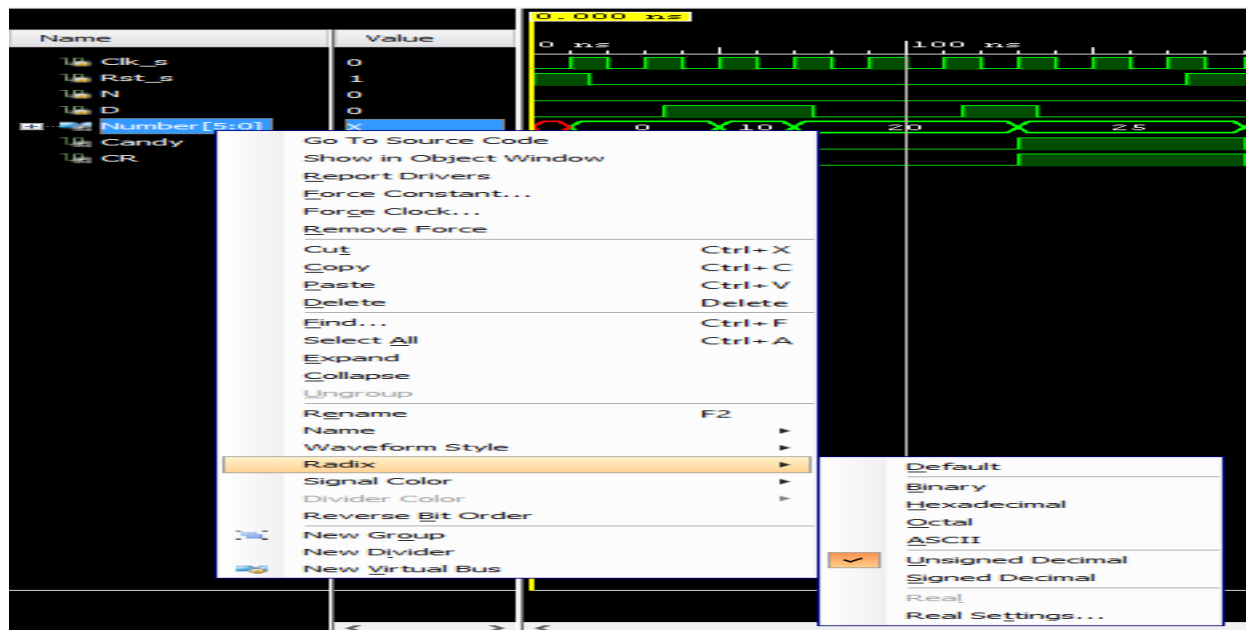 0.000 ns
Name Value
0 ns 100 ns
Clk_s 0
Rst_s 1
N 0
D 0
Number[5:0] X 0 10 20 25
Candy
CR
Go To Source Code
Show in Object Window
Report Drivers
Force Constant...
Force Clock...
Remove Force
Cut Ctrl+X
Copy Ctrl+C
Paste Ctrl+V
Delete Delete
Find... Ctrl+F
Select All Ctrl+A
Expand
Collapse
Ungroup
Rename F2
Name
Waveform Style
Radix
Signal Color
Divider Color
Reverse Bit Order
New Group
New Divider
New Virtual Bus
Default
Binary
Hexadecimal
Octal
ASCII
Unsigned Decimal
Signed Decimal
Real
Real Settings...